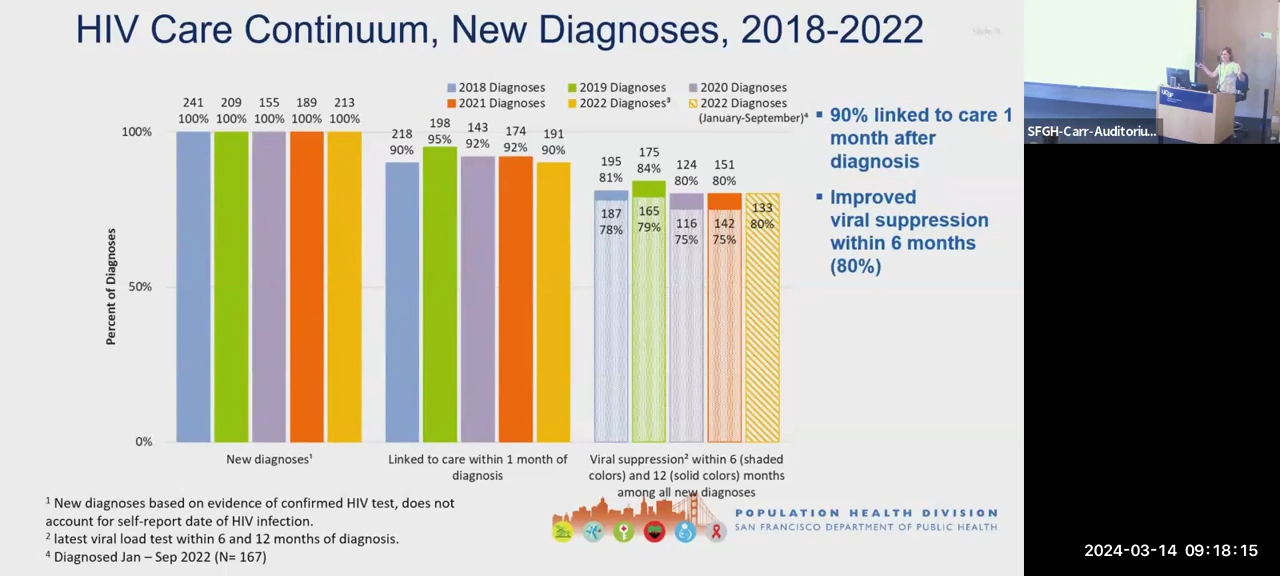 HIV Care Continuum, New Diagnoses, 2018-2022
2018 Diagnoses 2019 Diagnoses 2020 Diagnoses
2021 Diagnoses 2022 Diagnoses³ 2022 Diagnoses
(January-September)⁴
241 209 155 189 213
100% 100% 100% 100% 100%
218 198 143 174 191
90% 95% 92% 92% 90%
195 175 124 151
81% 84% 80% 80%
187 165 116 142 133
78% 79% 75% 75% 80%
100%
50%
0%
Percent of Diagnoses
New diagnoses¹
Linked to care within 1 month of
diagnosis
Viral suppression² within 6 (shaded
colors) and 12 (solid colors) months
among all new diagnoses
▪ 90% linked to care 1
month after
diagnosis
▪ Improved
viral suppression
within 6 months
(80%)
¹ New diagnoses based on evidence of confirmed HIV test, does not
account for self-report date of HIV infection.
² latest viral load test within 6 and 12 months of diagnosis.
⁴ Diagnosed Jan – Sep 2022 (N= 167)
POPULATION HEALTH DIVISION
SAN FRANCISCO DEPARTMENT OF PUBLIC HEALTH
UCSF
SFGH-Carr-Auditoriu...
2024-03-14 09:18:15